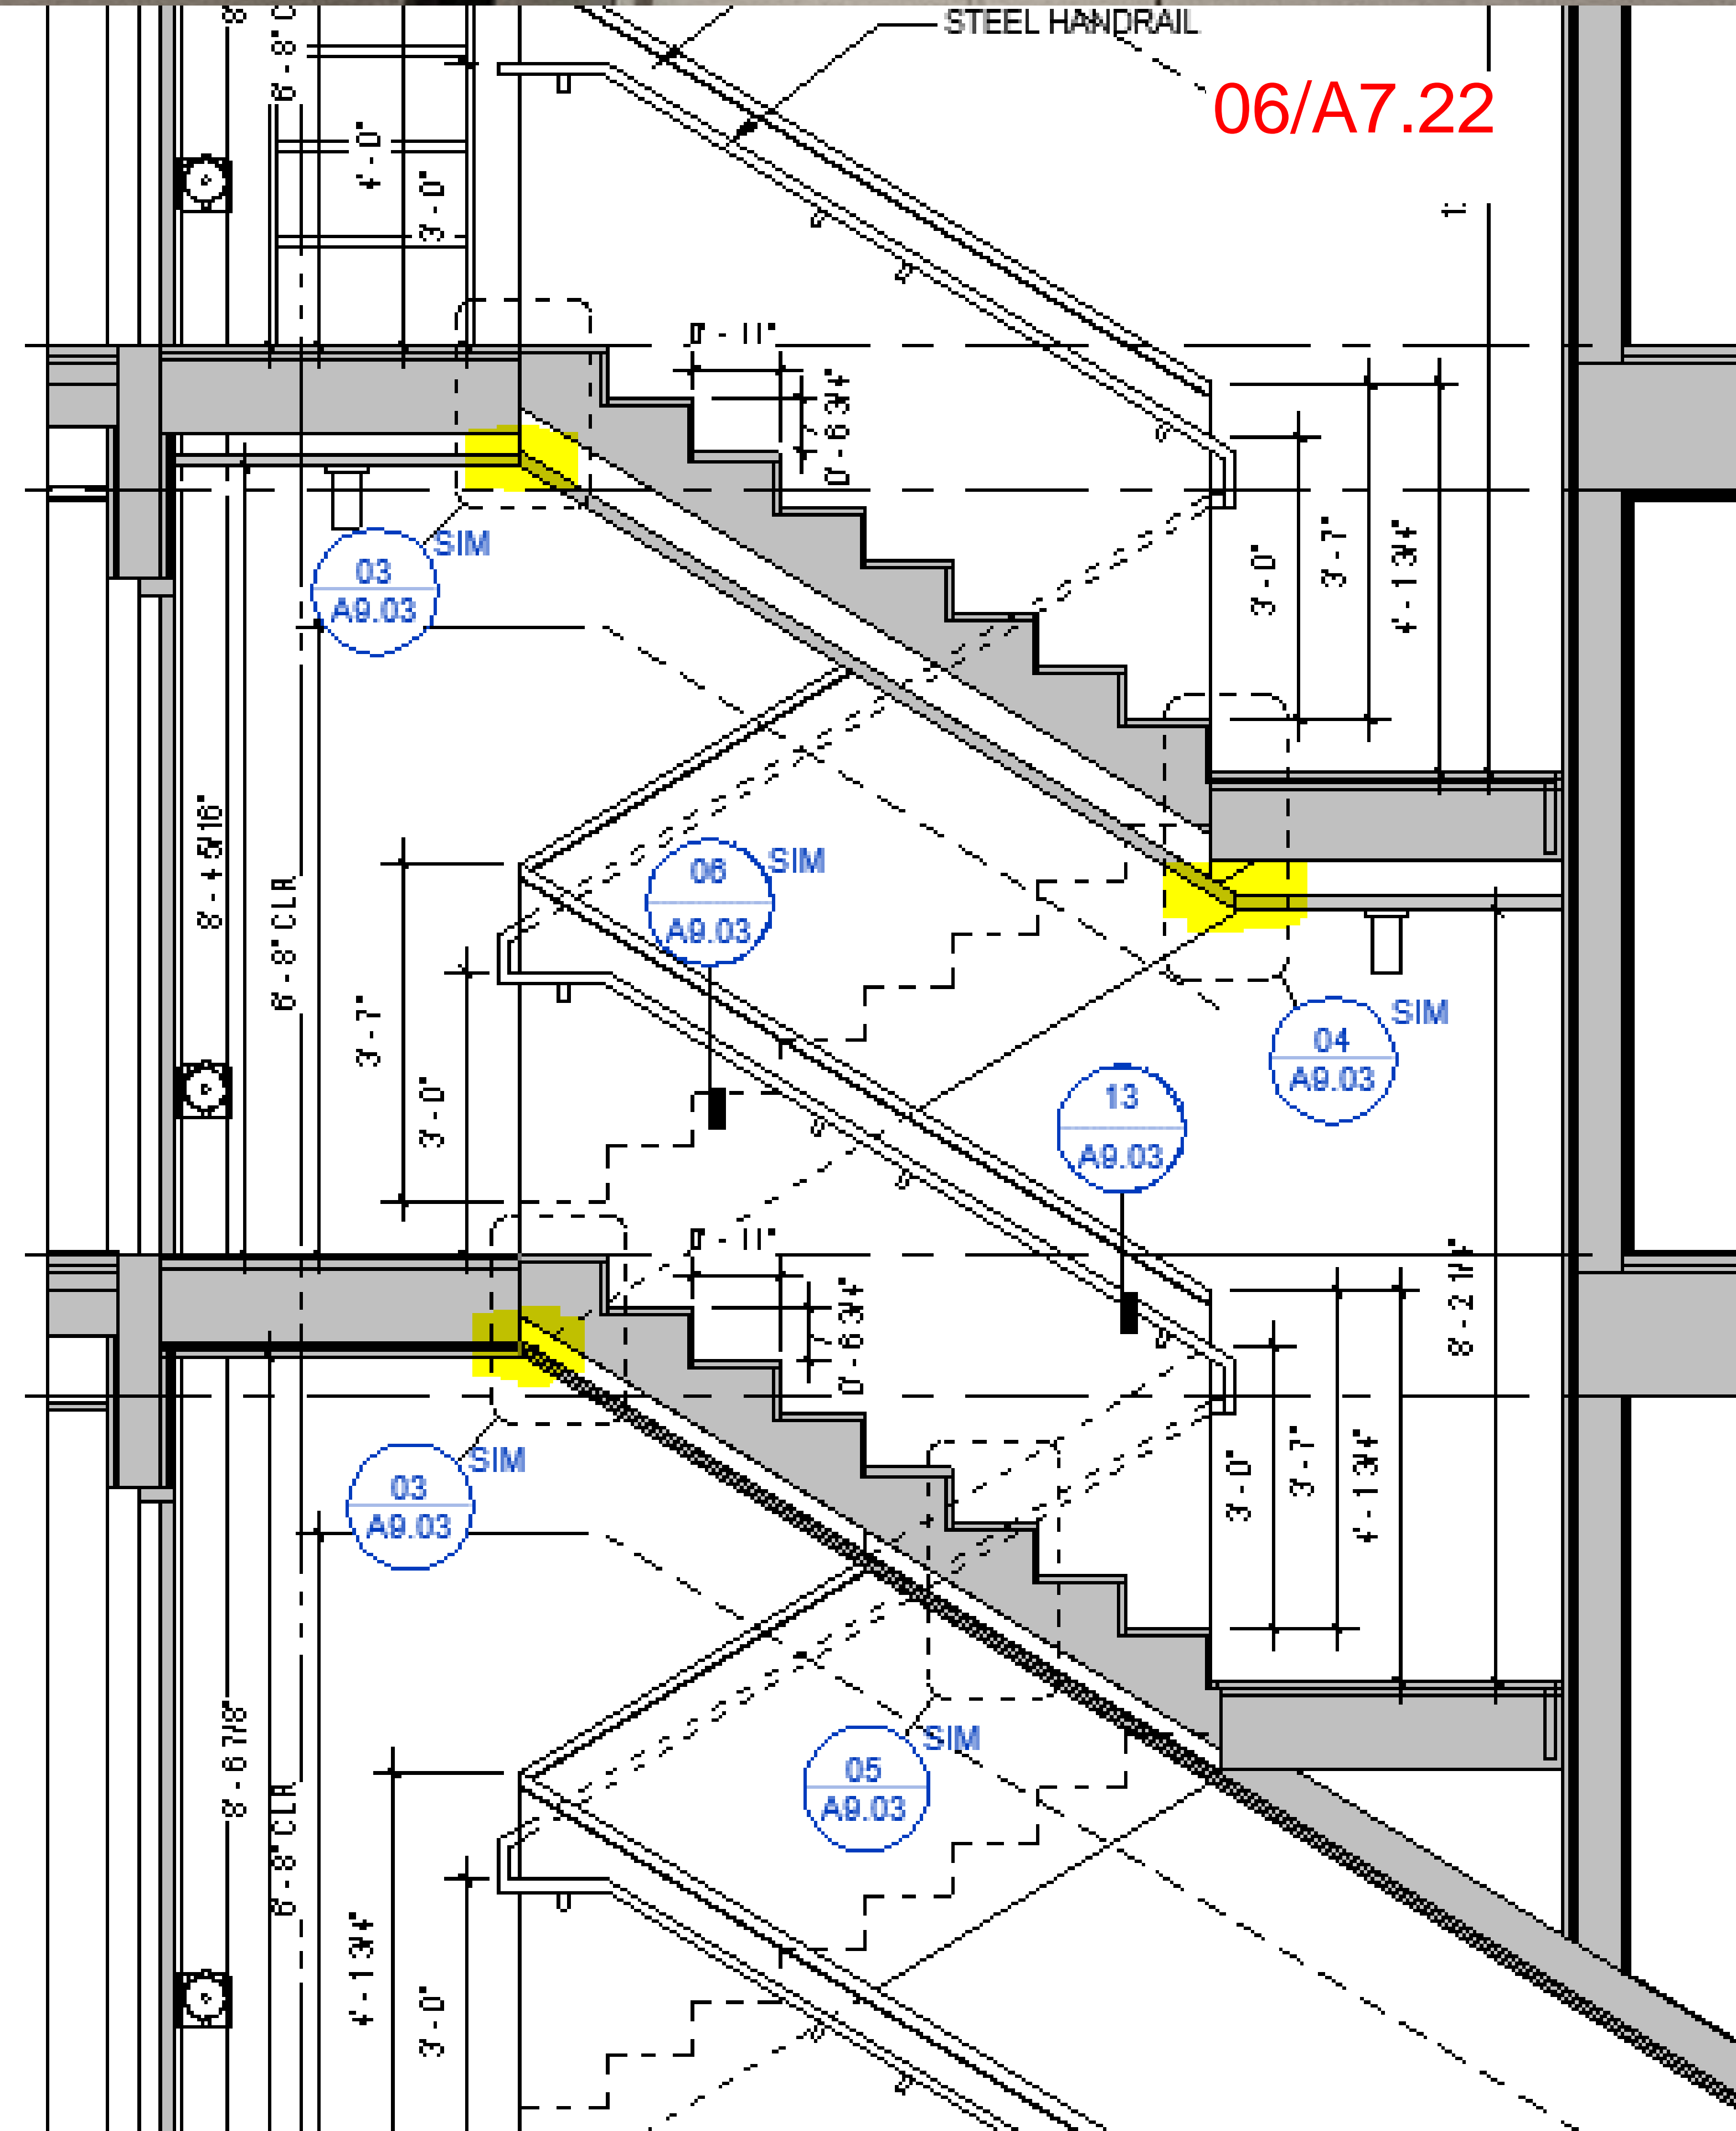 STEEL HANDRAIL
06/A7.22
6'-8" C
4'-0"
3'-0"
1:
0'-11"
0'-6 3/4"
SIM
03
A9.03
3'-0"
3'-7"
4'-1 3/4"
8'-4 5/16"
6'-8" CLR
06
A9.03
SIM
04
A9.03
SIM
13
A9.03
3'-7"
3'-0"
0'-11"
0'-6 3/4"
8'-2 1/4"
SIM
03
A9.03
3'-0"
3'-7"
4'-1 3/4"
8'-6 7/8"
6'-8" CLR
SIM
05
A9.03
4'-1 3/4"
3'-0"